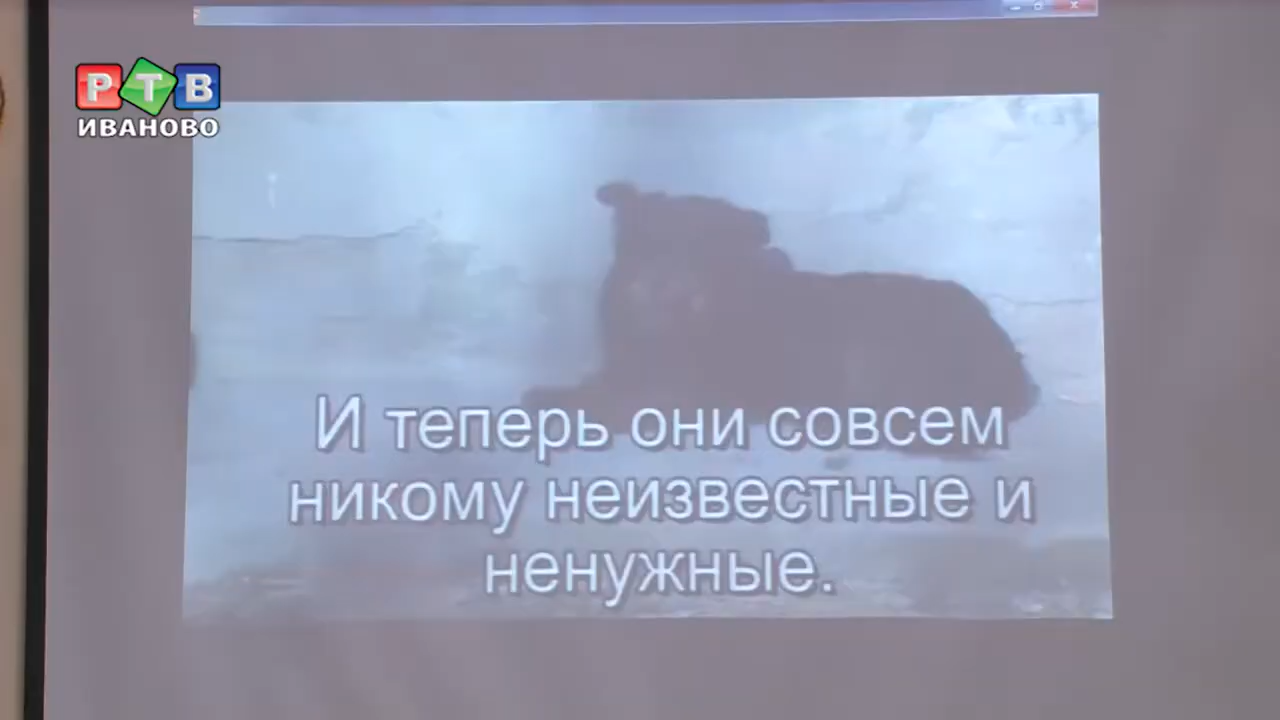 РТВ
ИВАНОВО
И теперь они совсем
никому неизвестные и
ненужные.